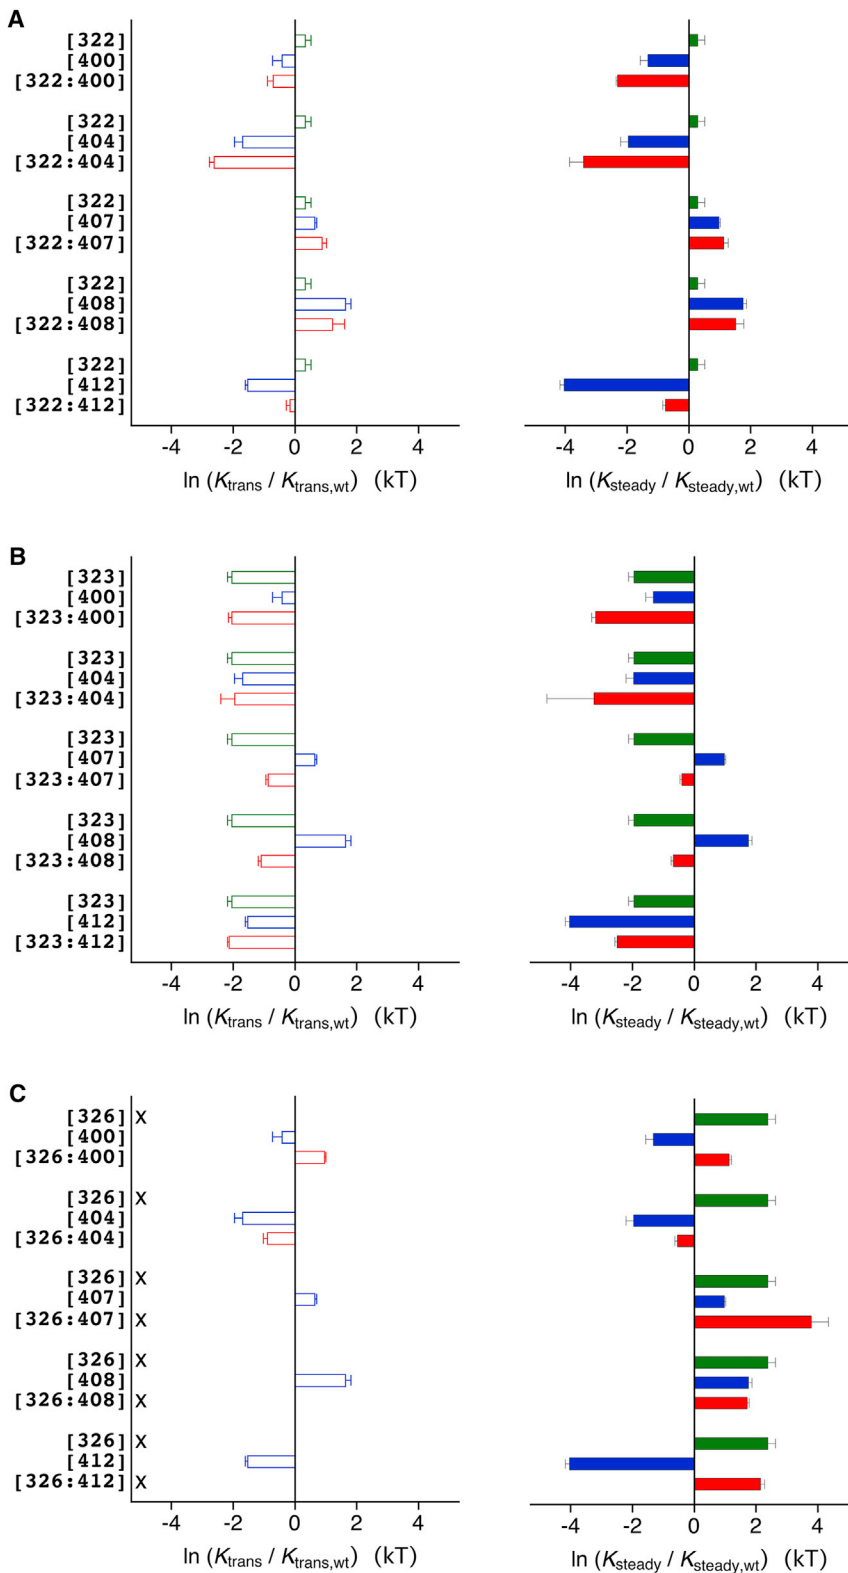 A
[322]
[400]
[322:400]
[322]
[404]
[322:404]
[322]
[407]
[322:407]
[322]
[408]
[322:408]
[322]
[412]
[322:412]
-4 -2 0 2 4 -4 -2 0 2 4
ln (Ktrans / Ktrans,wt) (kT) ln (Ksteady / Ksteady,wt) (kT)
B
[323]
[400]
[323:400]
[323]
[404]
[323:404]
[323]
[407]
[323:407]
[323]
[408]
[323:408]
[323]
[412]
[323:412]
-4 -2 0 2 4 -4 -2 0 2 4
ln (Ktrans / Ktrans,wt) (kT) ln (Ksteady / Ksteady,wt) (kT)
C
[326] X
[400]
[326:400]
[326] X
[404]
[326:404]
[326] X
[407]
[326:407] X
[326] X
[408]
[326:408] X
[326] X
[412]
[326:412] X
-4 -2 0 2 4 -4 -2 0 2 4
ln (Ktrans / Ktrans,wt) (kT) ln (Ksteady / Ksteady,wt) (kT)